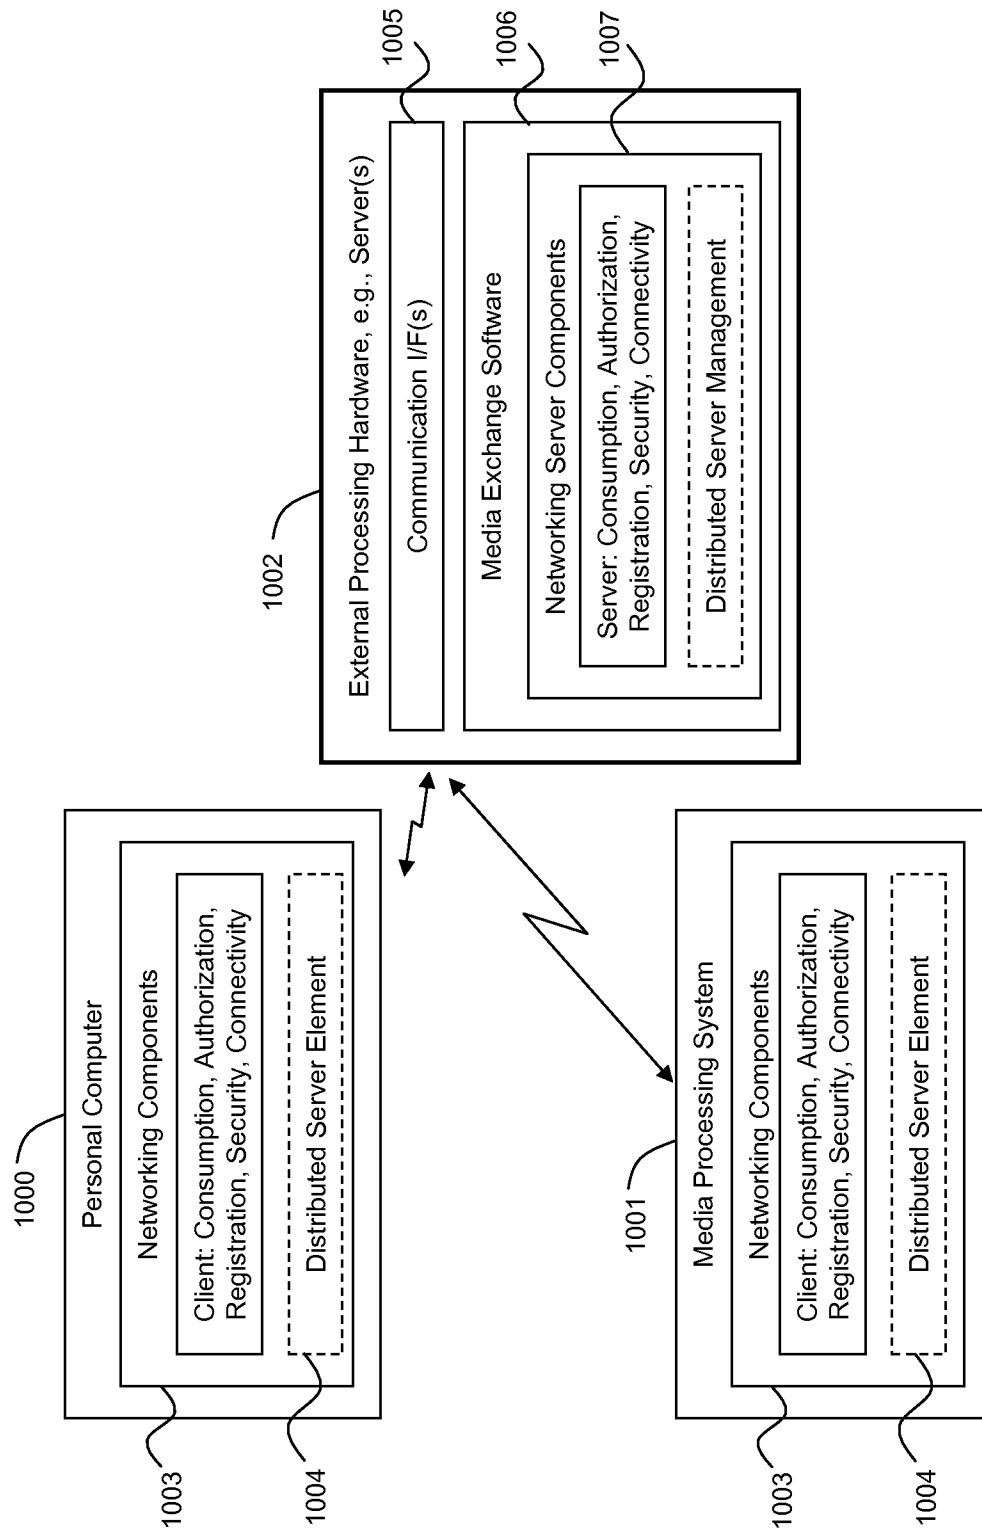 1000
Personal Computer
Networking Components
Client: Consumption, Authorization,
Registration, Security, Connectivity
Distributed Server Element
1003
1004
1002
External Processing Hardware, e.g., Server(s)
Communication I/F(s)
Media Exchange Software
Networking Server Components
Server: Consumption, Authorization,
Registration, Security, Connectivity
Distributed Server Management
1005
1006
1007
1001
Media Processing System
Networking Components
Client: Consumption, Authorization,
Registration, Security, Connectivity
Distributed Server Element
1003
1004